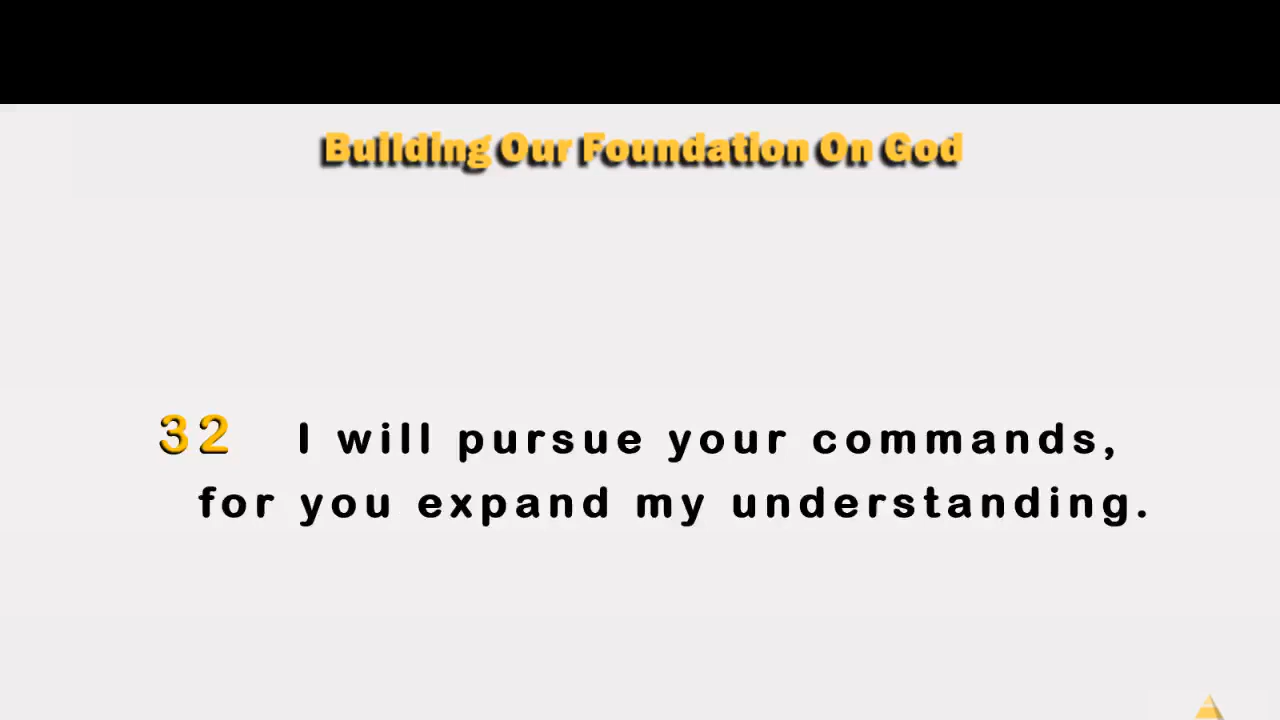 Building Our Foundation On God
32 I will pursue your commands,
for you expand my understanding.